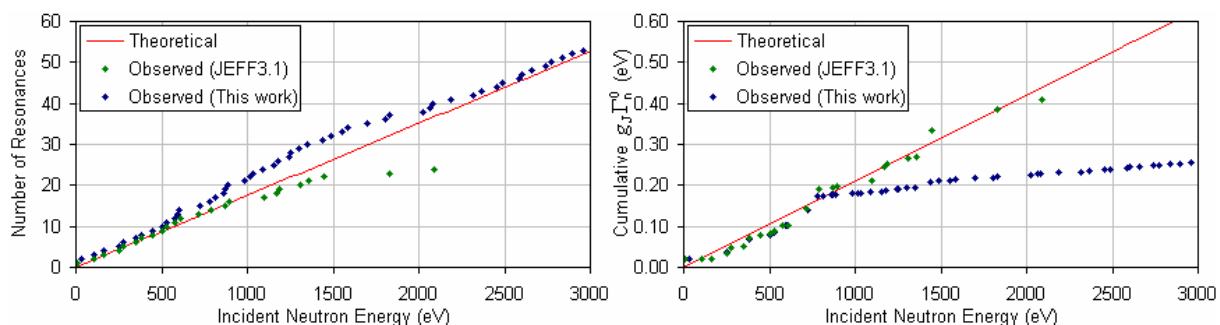 60
50
40
30
20
10
0
Number of Resonances
Theoretical
Observed (JEFF3.1)
Observed (This work)
0 500 1000 1500 2000 2500 3000
Incident Neutron Energy (eV)
0.60
0.50
0.40
0.30
0.20
0.10
0.00
Cumulative g_J Γ_n^0 (eV)
Theoretical
Observed (JEFF3.1)
Observed (This work)
0 500 1000 1500 2000 2500 3000
Incident Neutron Energy (eV)